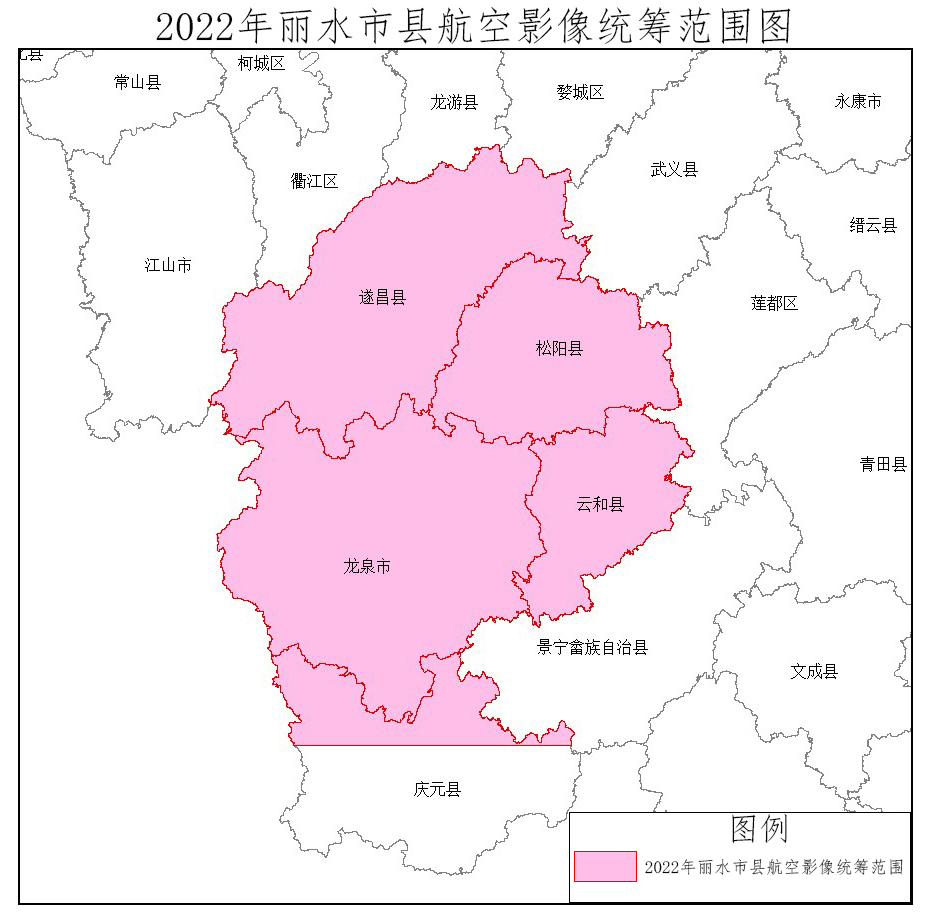 2022年丽水市县航空影像统筹范围图
县
常山县
柯城区
龙游县
婺城区
永康市
衢江区
武义县
缙云县
江山市
遂昌县
莲都区
松阳县
青田县
云和县
龙泉市
景宁畲族自治县
文成县
庆元县
图例
2022年丽水市县航空影像统筹范围